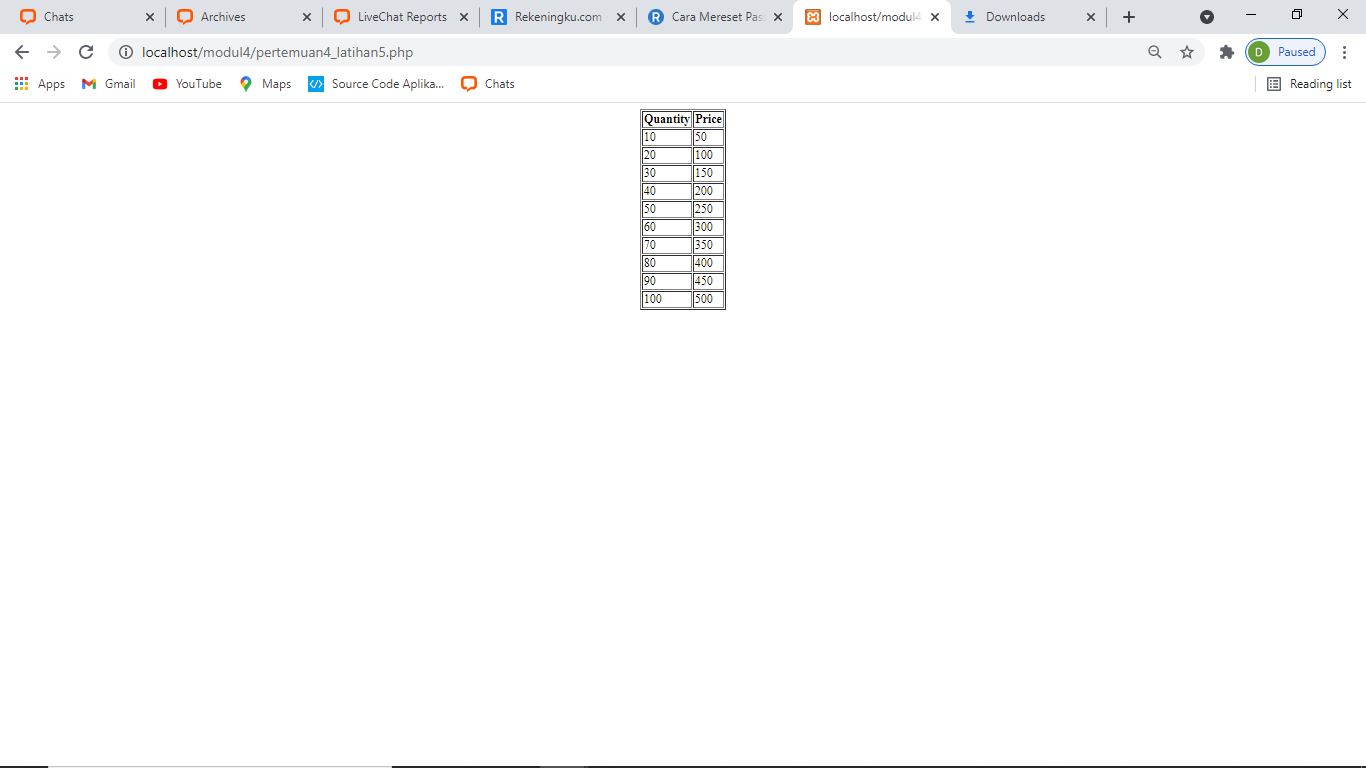 Chats Archives LiveChat Reports Rekeningku.com Cara Mereset Pas localhost/modul4 Downloads
localhost/modul4/pertemuan4_latihan5.php D Paused
Apps Gmail YouTube Maps Source Code Aplika... Chats Reading list
Quantity Price
10 50
20 100
30 150
40 200
50 250
60 300
70 350
80 400
90 450
100 500